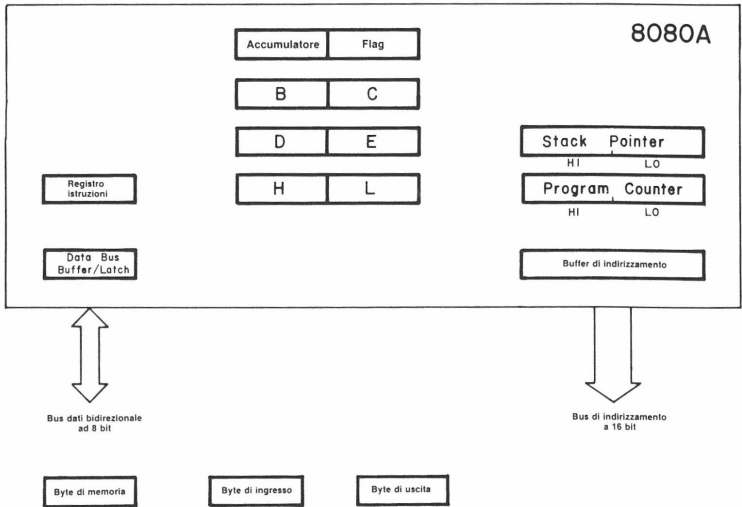 8080A
Accumulatore Flag
B C
D E
Stack Pointer
HI LO
H L
Registro
istruzioni
Program Counter
HI LO
Data Bus
Buffer/Latch
Buffer di indirizzamento
Bus dati bidirezionale
ad 8 bit
Bus di indirizzamento
a 16 bit
Byte di memoria
Byte di ingresso
Byte di uscita